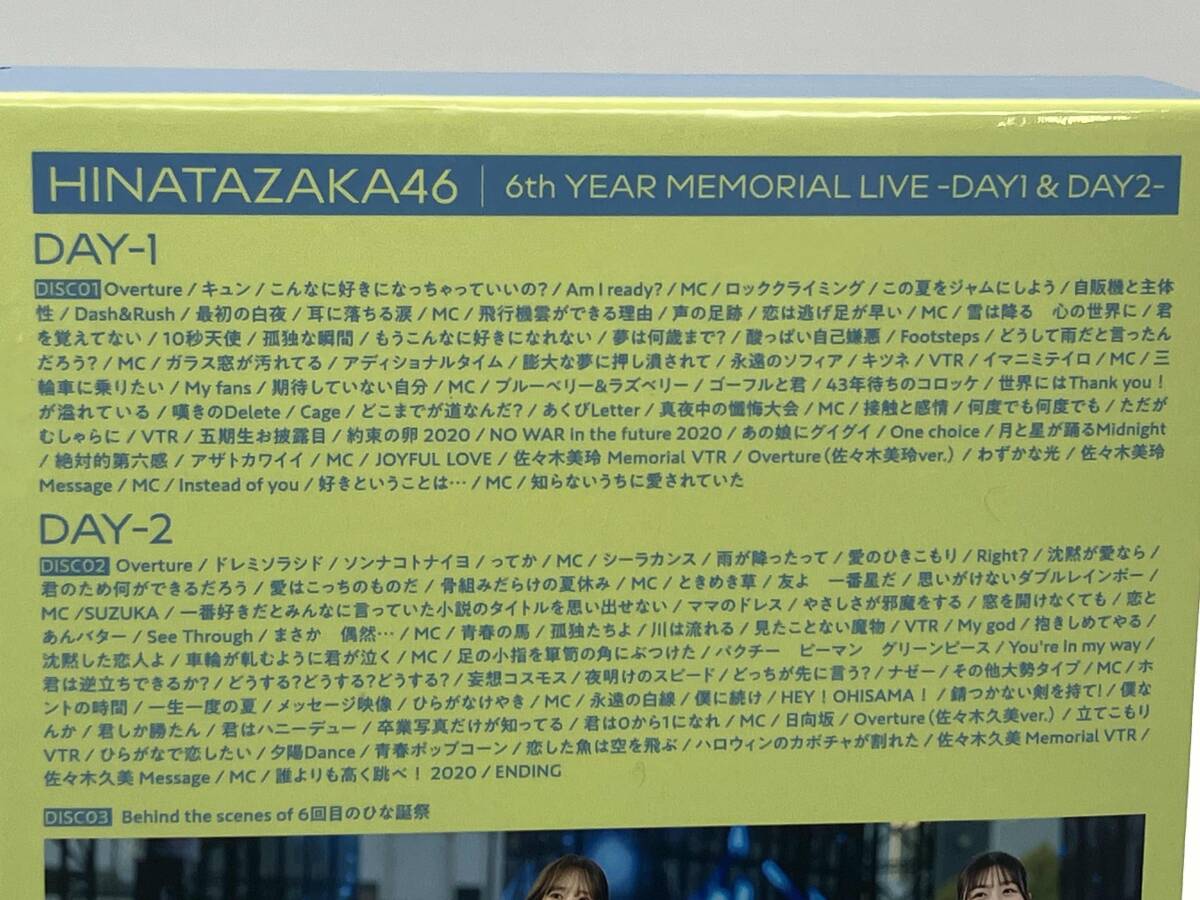 HINATAZAKA46 | 6th YEAR MEMORIAL LIVE -DAY1 & DAY2-
DAY-1
DISC01 Overture / キュン / こんなに好きになっちゃっていいの? / Am I ready? / MC / ロッククライミング / この夏をジャムにしよう / 自販機と主体
性 / Dash&Rush / 最初の白夜 / 耳に落ちる涙 / MC / 飛行機雲ができる理由 / 声の足跡 / 恋は逃げ足が早い / MC / 雪は降る　心の世界に / 君
を覚えてない / 10秒天使 / 孤独な瞬間 / もうこんなに好きになれない / 夢は何歳まで? / 酸っぱい自己嫌悪 / Footsteps / どうして雨だと言ったん
だろう? / MC / ガラス窓が汚れてる / アディショナルタイム / 膨大な夢に押し潰されて / 永遠のソフィア / キツネ / VTR / イマニミテイロ / MC / 三
輪車に乗りたい / My fans / 期待していない自分 / MC / ブルーベリー&ラズベリー / ゴーフルと君 / 43年待ちのコロッケ / 世界にはThank you!
が溢れている / 嘆きのDelete / Cage / どこまでが道なんだ? / あくびLetter / 真夜中の懺悔大会 / MC / 接触と感情 / 何度でも何度でも / ただが
むしゃらに / VTR / 五期生お披露目 / 約束の卵 2020 / NO WAR in the future 2020 / あの娘にグイグイ / One choice / 月と星が踊るMidnight
/ 絶対的第六感 / アザトカワイイ / MC / JOYFUL LOVE / 佐々木美玲 Memorial VTR / Overture（佐々木美玲ver.） / わずかな光 / 佐々木美玲
Message / MC / Instead of you / 好きということは… / MC / 知らないうちに愛されていた
DAY-2
DISC02 Overture / ドレミソラシド / ソンナコトナイヨ / ってか / MC / シーラカンス / 雨が降ったって / 愛のひきこもり / Right? / 沈黙が愛なら /
君のため何ができるだろう / 愛はこっちのものだ / 骨組みだらけの夏休み / MC / ときめき草 / 友よ　一番星だ / 思いがけないダブルレインボー /
MC /SUZUKA / 一番好きだとみんなに言っていた小説のタイトルを思い出せない / ママのドレス / やさしさが邪魔をする / 窓を開けなくても / 恋と
あんバター / See Through / まさか　偶然… / MC / 青春の馬 / 孤独たちよ / 川は流れる / 見たことない魔物 / VTR / My god / 抱きしめてやる /
沈黙した恋人よ / 車輪が軋むように君が泣く / MC / 足の小指を箪笥の角にぶつけた / パクチー　ピーマン　グリーンピース / You're in my way /
君は逆立ちできるか? / どうする?どうする?どうする? / 妄想コスモス / 夜明けのスピード / どっちが先に言う? / ナゼー / その他大勢タイプ / MC / ホ
ントの時間 / 一生一度の夏 / メッセージ映像 / ひらがなけやき / MC / 永遠の白線 / 僕に続け / HEY！OHISAMA！ / 錆つかない剣を持て! / 僕な
んか / 君しか勝たん / 君はハニーデュー / 卒業写真だけが知ってる / 君は0から1になれ / MC / 日向坂 / Overture（佐々木久美ver.） / 立てこもり
VTR / ひらがなで恋したい / 夕陽Dance / 青春ポップコーン / 恋した魚は空を飛ぶ / ハロウィンのカボチャが割れた / 佐々木久美 Memorial VTR /
佐々木久美 Message / MC / 誰よりも高く跳べ！ 2020 / ENDING
DISC03 Behind the scenes of 6回目のひな誕祭